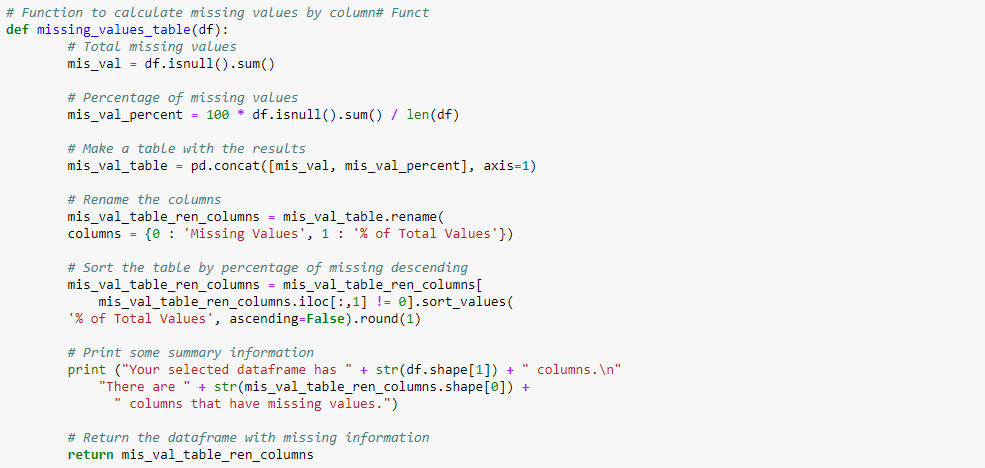 # Function to calculate missing values by column# Funct
def missing_values_table(df):
        # Total missing values
        mis_val = df.isnull().sum()

        # Percentage of missing values
        mis_val_percent = 100 * df.isnull().sum() / len(df)

        # Make a table with the results
        mis_val_table = pd.concat([mis_val, mis_val_percent], axis=1)

        # Rename the columns
        mis_val_table_ren_columns = mis_val_table.rename(
        columns = {0 : 'Missing Values', 1 : '% of Total Values'})

        # Sort the table by percentage of missing descending
        mis_val_table_ren_columns = mis_val_table_ren_columns[
            mis_val_table_ren_columns.iloc[:,1] != 0].sort_values(
        '% of Total Values', ascending=False).round(1)

        # Print some summary information
        print ("Your selected dataframe has " + str(df.shape[1]) + " columns.\n"
            "There are " + str(mis_val_table_ren_columns.shape[0]) +
              " columns that have missing values.")

        # Return the dataframe with missing information
        return mis_val_table_ren_columns